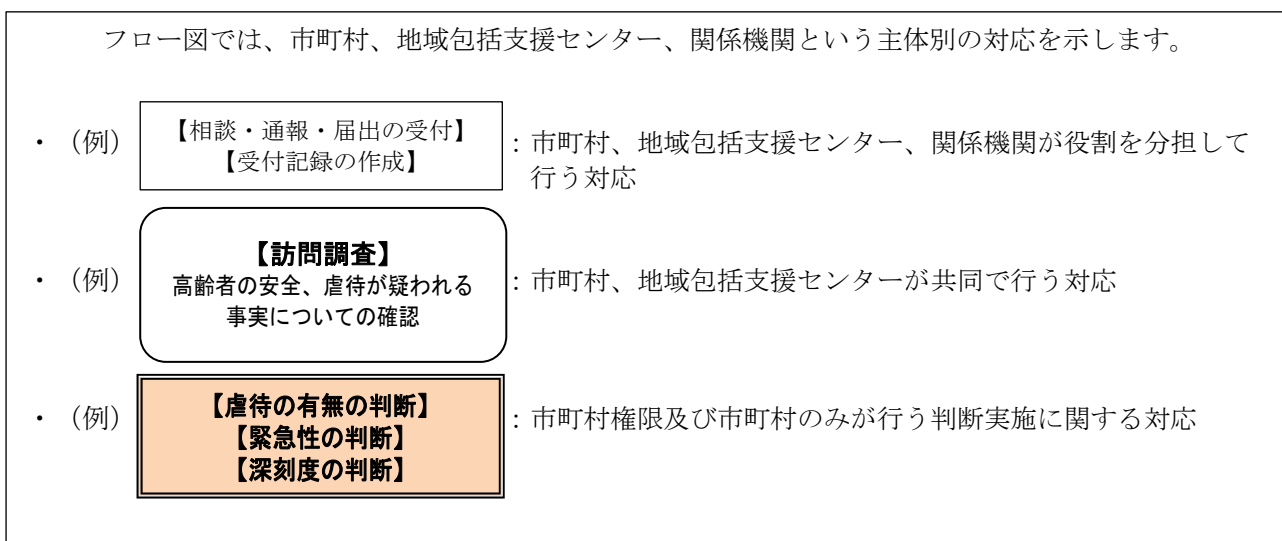 フロー図では、市町村、地域包括支援センター、関係機関という主体別の対応を示します。
・（例）
【相談・通報・届出の受付】
【受付記録の作成】
：市町村、地域包括支援センター、関係機関が役割を分担して
行う対応
・（例）
【訪問調査】
高齢者の安全、虐待が疑われる
事実についての確認
：市町村、地域包括支援センターが共同で行う対応
・（例）
【虐待の有無の判断】
【緊急性の判断】
【深刻度の判断】
：市町村権限及び市町村のみが行う判断実施に関する対応